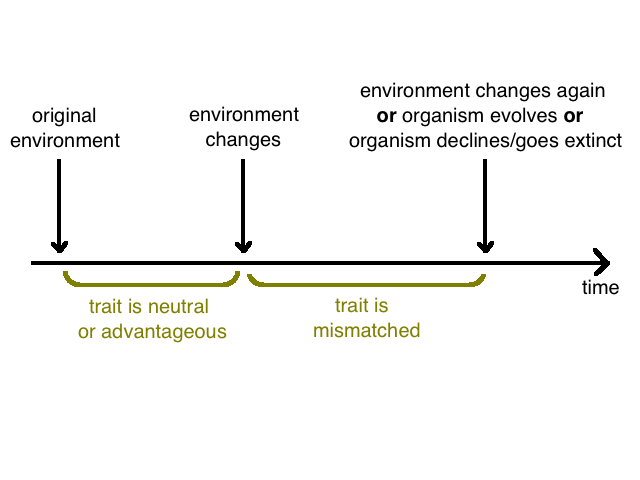 original
environment
environment
changes
environment changes again
or organism evolves or
organism declines/goes extinct
time
trait is neutral
or advantageous
trait is
mismatched